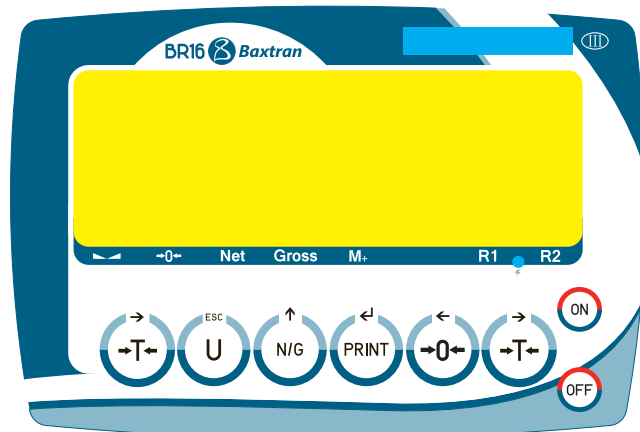 BR16 Baxtran III
→0← Net Gross M+ R1 R2
→ ESC ↑ ↵ ← →
→T← U N/G PRINT →0← →T←
ON
OFF